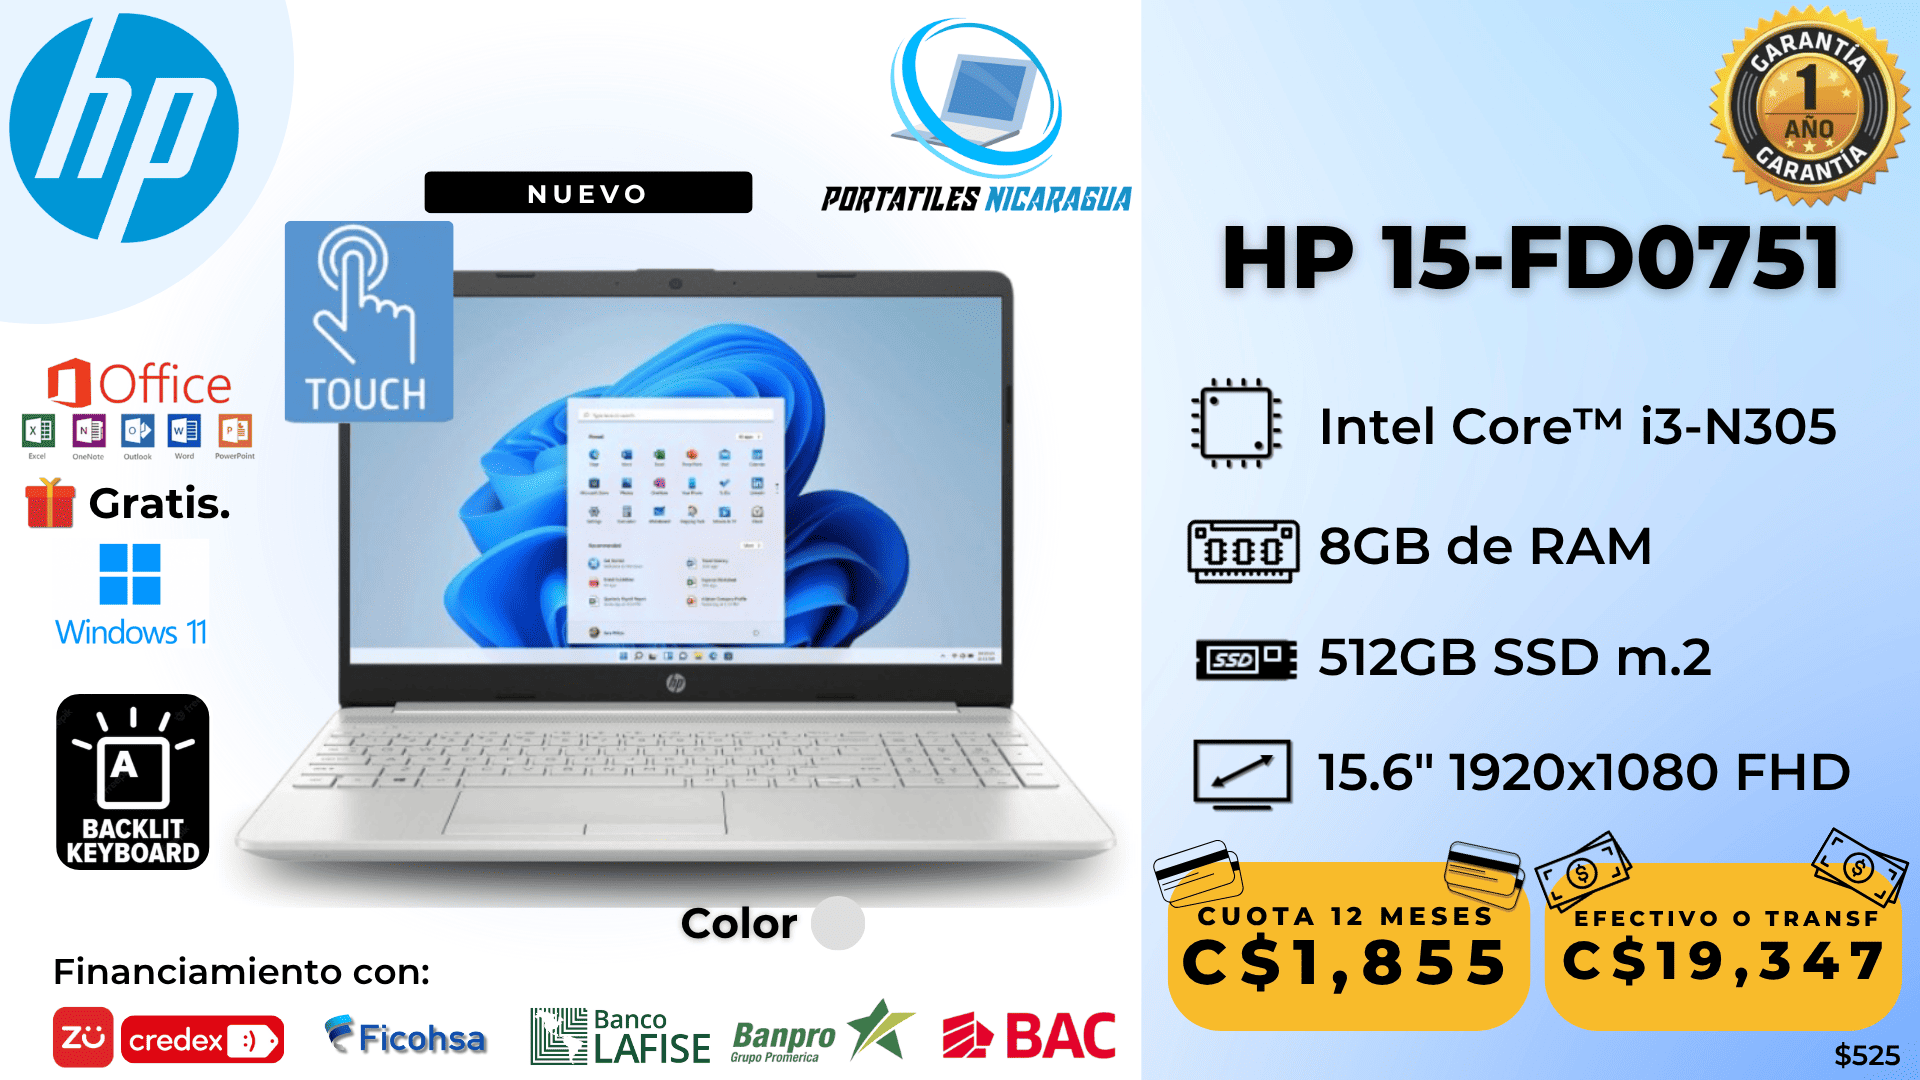 hp
PORTATILES NICARAGUA
NUEVO
TOUCH
Office
Excel
OneNote
Outlook
Word
PowerPoint
Gratis.
Windows 11
A
BACKLIT
KEYBOARD
hp
Color
Financiamiento con:
credex
Ficohsa
Banco
LAFISE
Banpro
Grupo Promerica
BAC
GARANTÍA
1
AÑO
GARANTÍA
HP 15-FD0751
Intel Core™ i3-N305
8GB de RAM
SSD
512GB SSD m.2
15.6" 1920x1080 FHD
CUOTA 12 MESES
C$1,855
EFECTIVO O TRANSF
C$19,347
$525